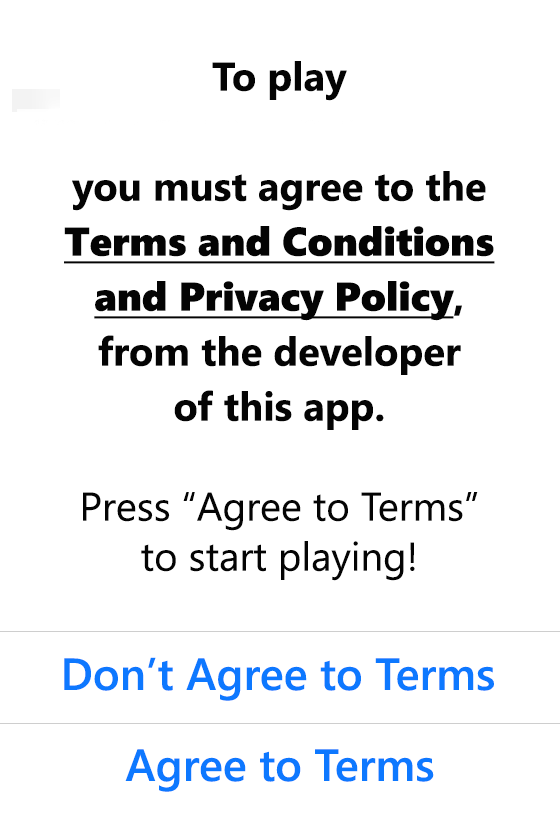 To play
you must agree to the
Terms and Conditions
and Privacy Policy,
from the developer
of this app.
Press “Agree to Terms”
to start playing!
Don’t Agree to Terms
Agree to Terms